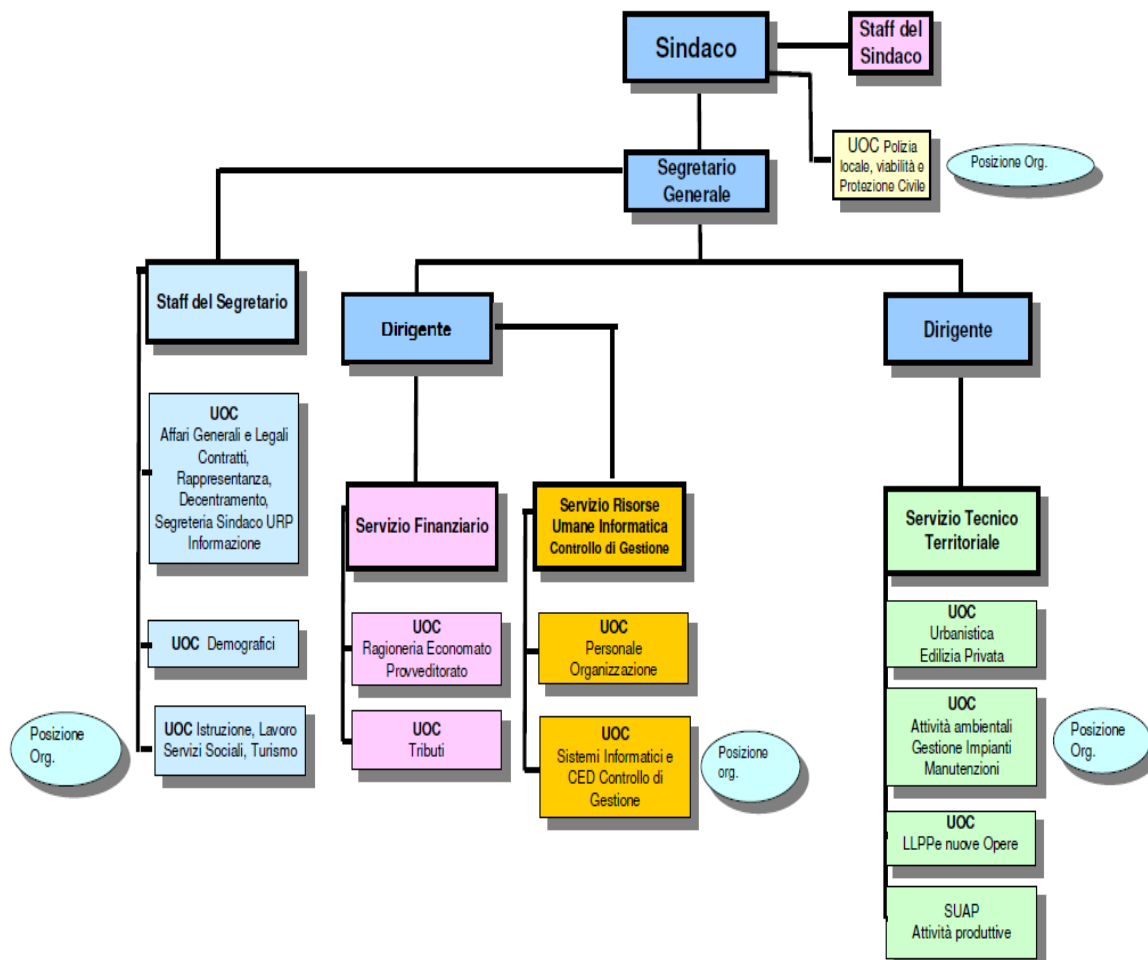 Sindaco
Staff del
Sindaco
UOC Polizia
locale, viabilità e
Protezione Civile
Posizione Org.
Segretario
Generale
Staff del Segretario
Dirigente
Dirigente
UOC
Affari Generali e Legali
Contratti,
Rappresentanza,
Decentramento,
Segreteria Sindaco URP
Informazione
UOC Demografici
UOC Istruzione, Lavoro
Servizi Sociali, Turismo
Posizione
Org.
Servizio Finanziario
UOC
Ragioneria Economato
Provveditorato
UOC
Tributi
Servizio Risorse
Umane Informatica
Controllo di Gestione
UOC
Personale
Organizzazione
UOC
Sistemi Informatici e
CED Controllo di
Gestione
Posizione
org.
Servizio Tecnico
Territoriale
UOC
Urbanistica
Edilizia Privata
UOC
Attività ambientali
Gestione Impianti
Manutenzioni
Posizione
Org.
UOC
LLPPe nuove Opere
SUAP
Attività produttive